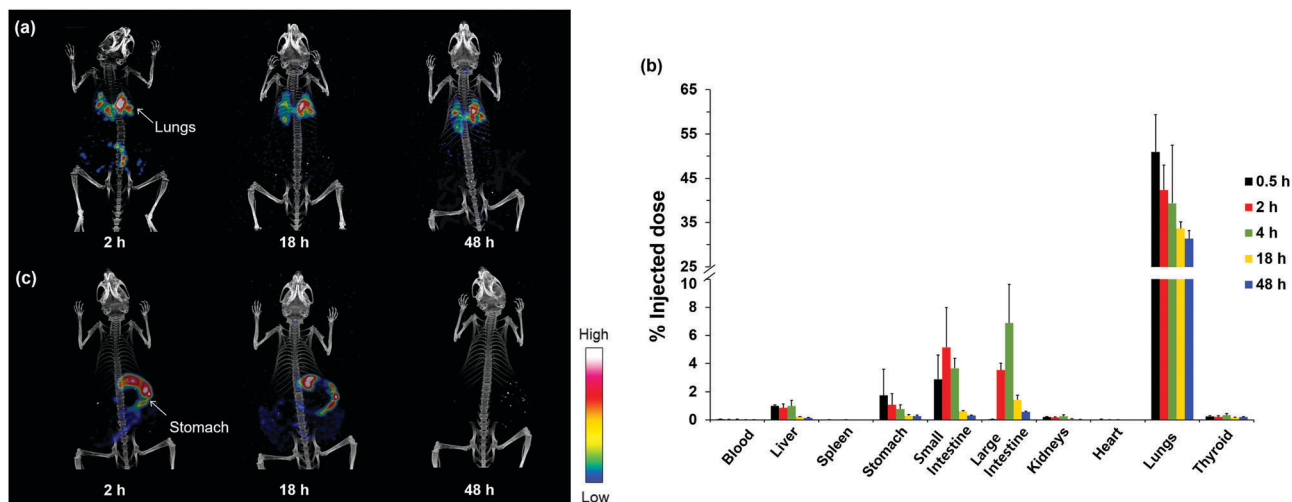 (a)
Lungs
2 h
18 h
48 h
(c)
Stomach
2 h
18 h
48 h
High
Low
(b)
% Injected dose
65
55
45
35
25
10
8
6
4
2
0
Blood
Liver
Spleen
Stomach
Small
Intestine
Large
Intestine
Kidneys
Heart
Lungs
Thyroid
0.5 h
2 h
4 h
18 h
48 h